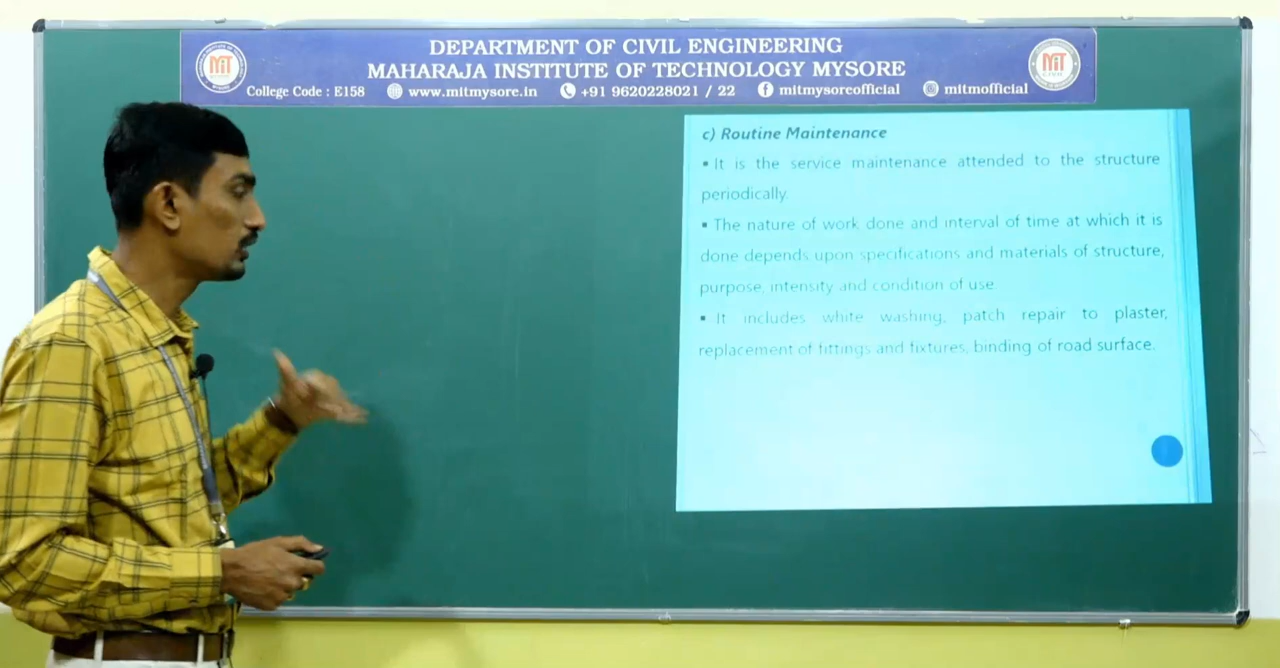 DEPARTMENT OF CIVIL ENGINEERING
MAHARAJA INSTITUTE OF TECHNOLOGY MYSORE
College Code : E158 www.mitmysore.in +91 9620228021 / 22 mitmysoreofficial mitmofficial
MIT
MYSORE
MIT
CIVIL
c) Routine Maintenance
▪ It is the service maintenance attended to the structure
periodically.
▪ The nature of work done and interval of time at which it is
done depends upon specifications and materials of structure,
purpose, intensity and condition of use.
▪ It includes white washing, patch repair to plaster,
replacement of fittings and fixtures, binding of road surface.